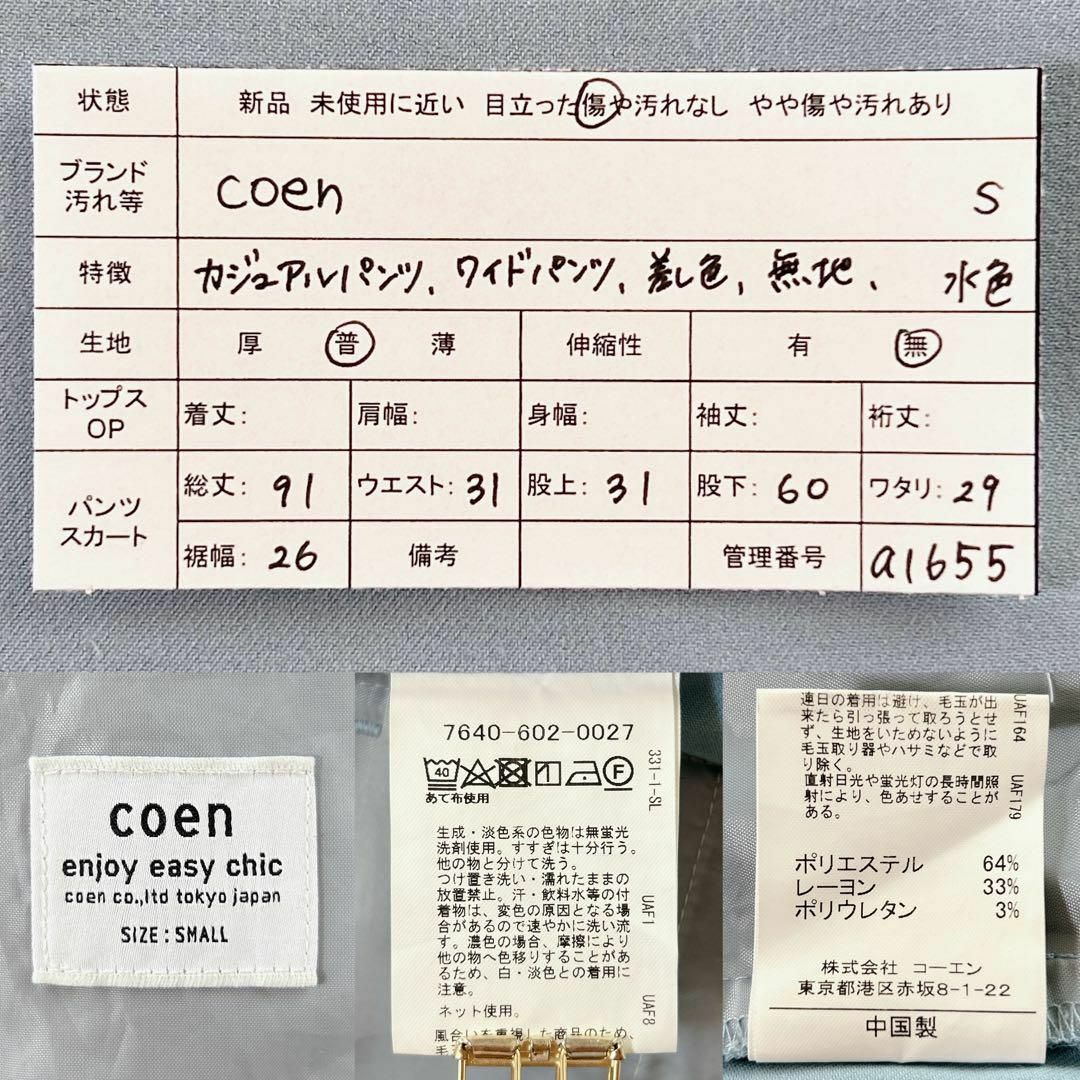 状態 新品 未使用に近い 目立った傷や汚れなし やや傷や汚れあり
ブランド
汚れ等 coen S
特徴 カジュアルパンツ、ワイドパンツ、差し色、無地、 水色
生地 厚 普 薄 伸縮性 有 無
トップス
OP 着丈: 肩幅: 身幅: 袖丈: 裄丈:
パンツ
スカート 総丈: 91 ウエスト: 31 股上: 31 股下: 60 ワタリ: 29
裾幅: 26 備考 管理番号 a1655
coen
enjoy easy chic
coen co.,ltd tokyo japan
SIZE : SMALL
7640-602-0027
40 F
あて布使用
331-1-SL
生成・淡色系の色物は無蛍光
洗剤使用。すすぎは十分行う。
他の物と分けて洗う。
つけ置き洗い・濡れたままの
放置禁止。汗・飲料水等の付
着物は、変色の原因となる場
合があるので速やかに洗い流
す。濃色の場合、摩擦により
他の物へ色移りすることがあ
るため、白・淡色との着用に
注意。
ネット使用。
風合いを重視した商品のため、
UAF1
UAF8
連日の着用は避け、毛玉が出
来たら引っ張って取ろうとせ
ず、生地をいためないように
毛玉取り器やハサミなどで取
り除く。
直射日光や蛍光灯の長時間照
射により、色あせすることが
ある。
UAF164
UAF179
ポリエステル 64%
レーヨン 33%
ポリウレタン 3%
株式会社 コーエン
東京都港区赤坂8-1-22
中国製